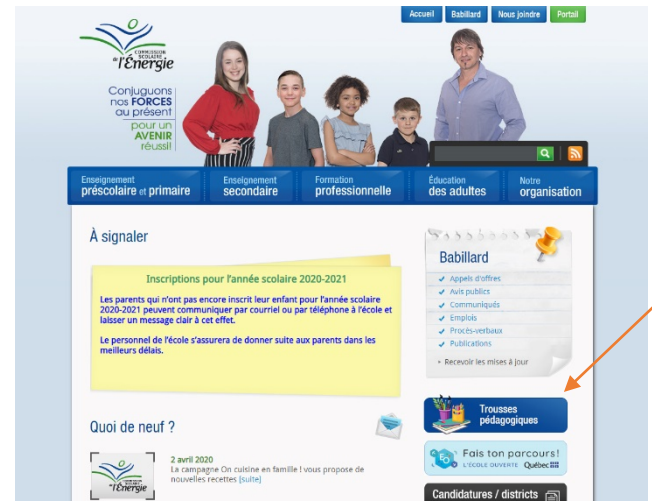 Accueil
Babillard
Nous joindre
Portail
COMMISSION
SCOLAIRE
de l'Énergie
Conjuguons
nos FORCES
au présent
pour un
AVENIR
réussi!
Enseignement
préscolaire et primaire
Enseignement
secondaire
Formation
professionnelle
Éducation
des adultes
Notre
organisation
À signaler
Inscriptions pour l'année scolaire 2020-2021
Les parents qui n'ont pas encore inscrit leur enfant pour l'année scolaire
2020-2021 peuvent communiquer par courriel ou par téléphone à l'école et
laisser un message clair à cet effet.
Le personnel de l'école s'assurera de donner suite aux parents dans les
meilleurs délais.
Babillard
Appels d'offres
Avis publics
Communiqués
Emplois
Procès-verbaux
Publications
Recevoir les mises à jour
Trousses
pédagogiques
Fais ton parcours!
L'ÉCOLE OUVERTE Québec
Candidatures / districts
Quoi de neuf ?
2 avril 2020
La campagne On cuisine en famille ! vous propose de
nouvelles recettes [suite]
COMMISSION
SCOLAIRE
de l'Énergie